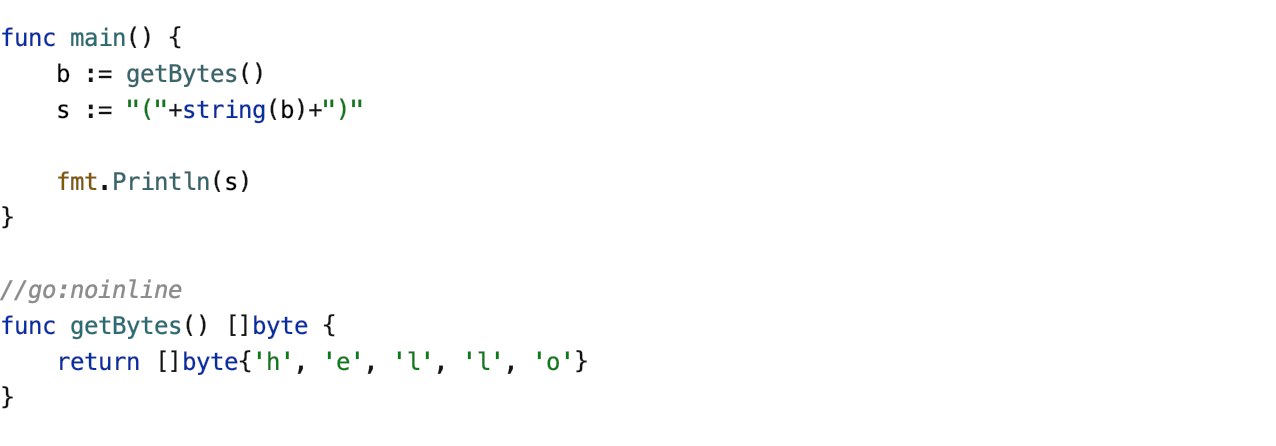 func main() {
    b := getBytes()
    s := "("+string(b)+")"

    fmt.Println(s)
}

//go:noinline
func getBytes() []byte {
    return []byte{'h', 'e', 'l', 'l', 'o'}
}